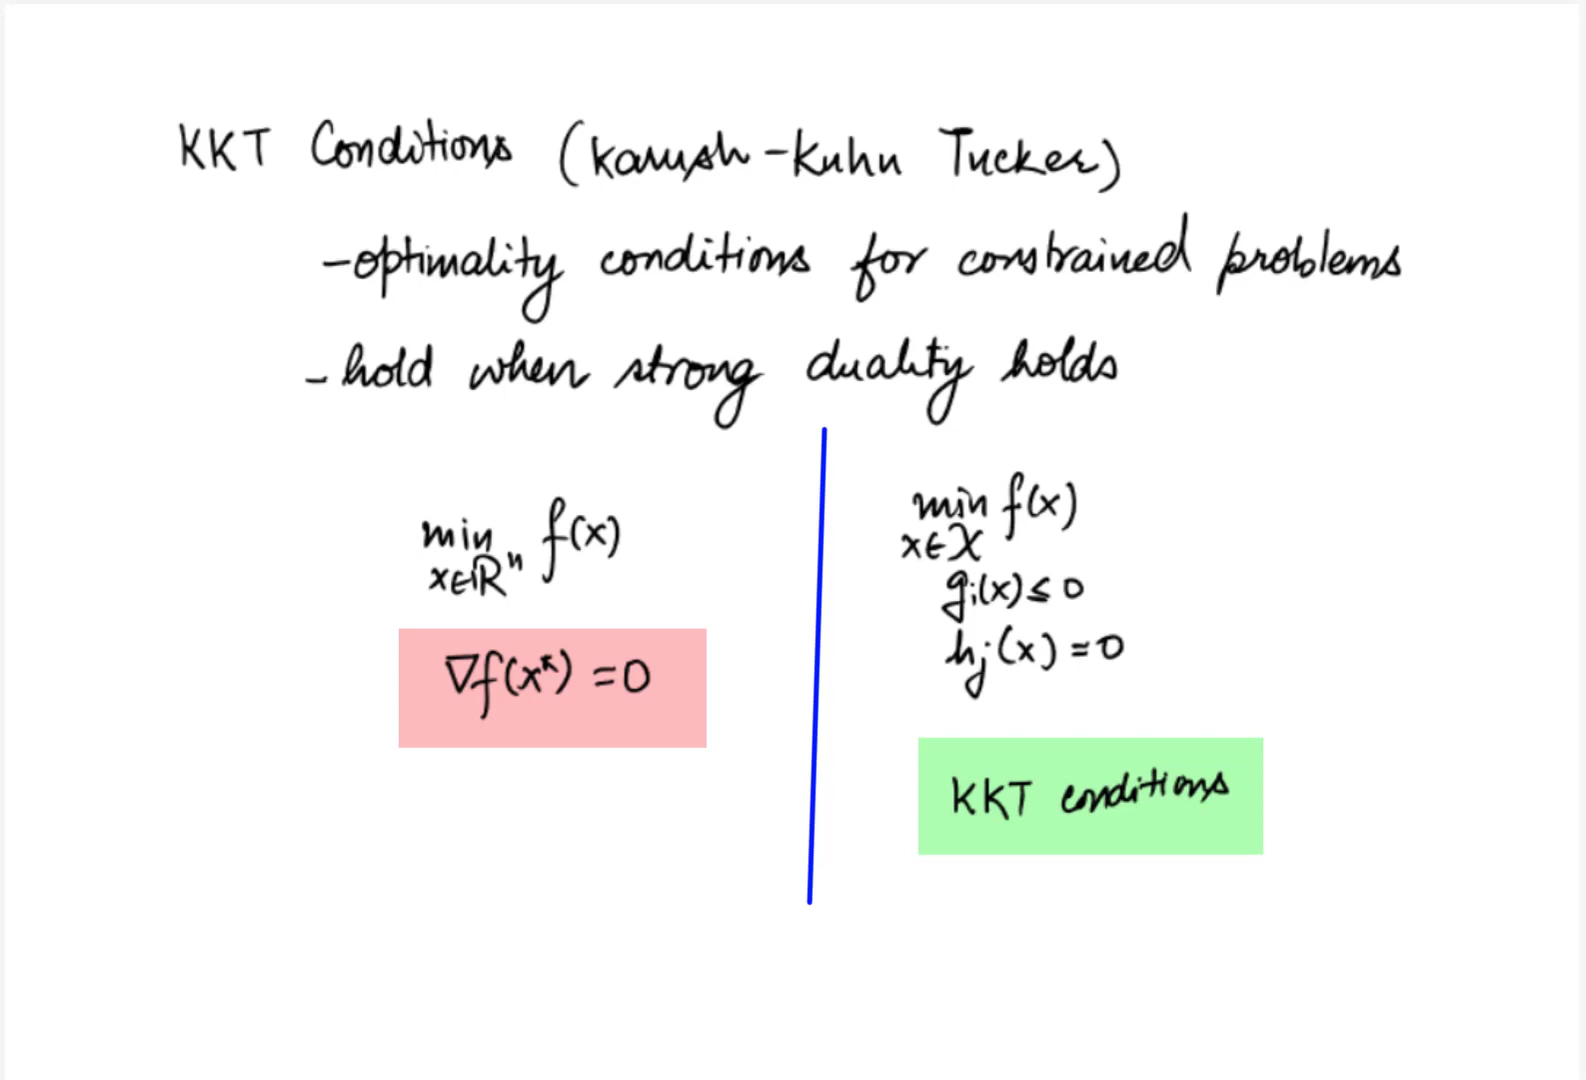 KKT Conditions (Karush-Kuhn Tucker)
-optimality conditions for constrained problems
-hold when strong duality holds
min f(x)
x∈ℝⁿ
∇f(x*) = 0
min f(x)
x∈X
gᵢ(x) ≤ 0
hⱼ(x) = 0
KKT conditions